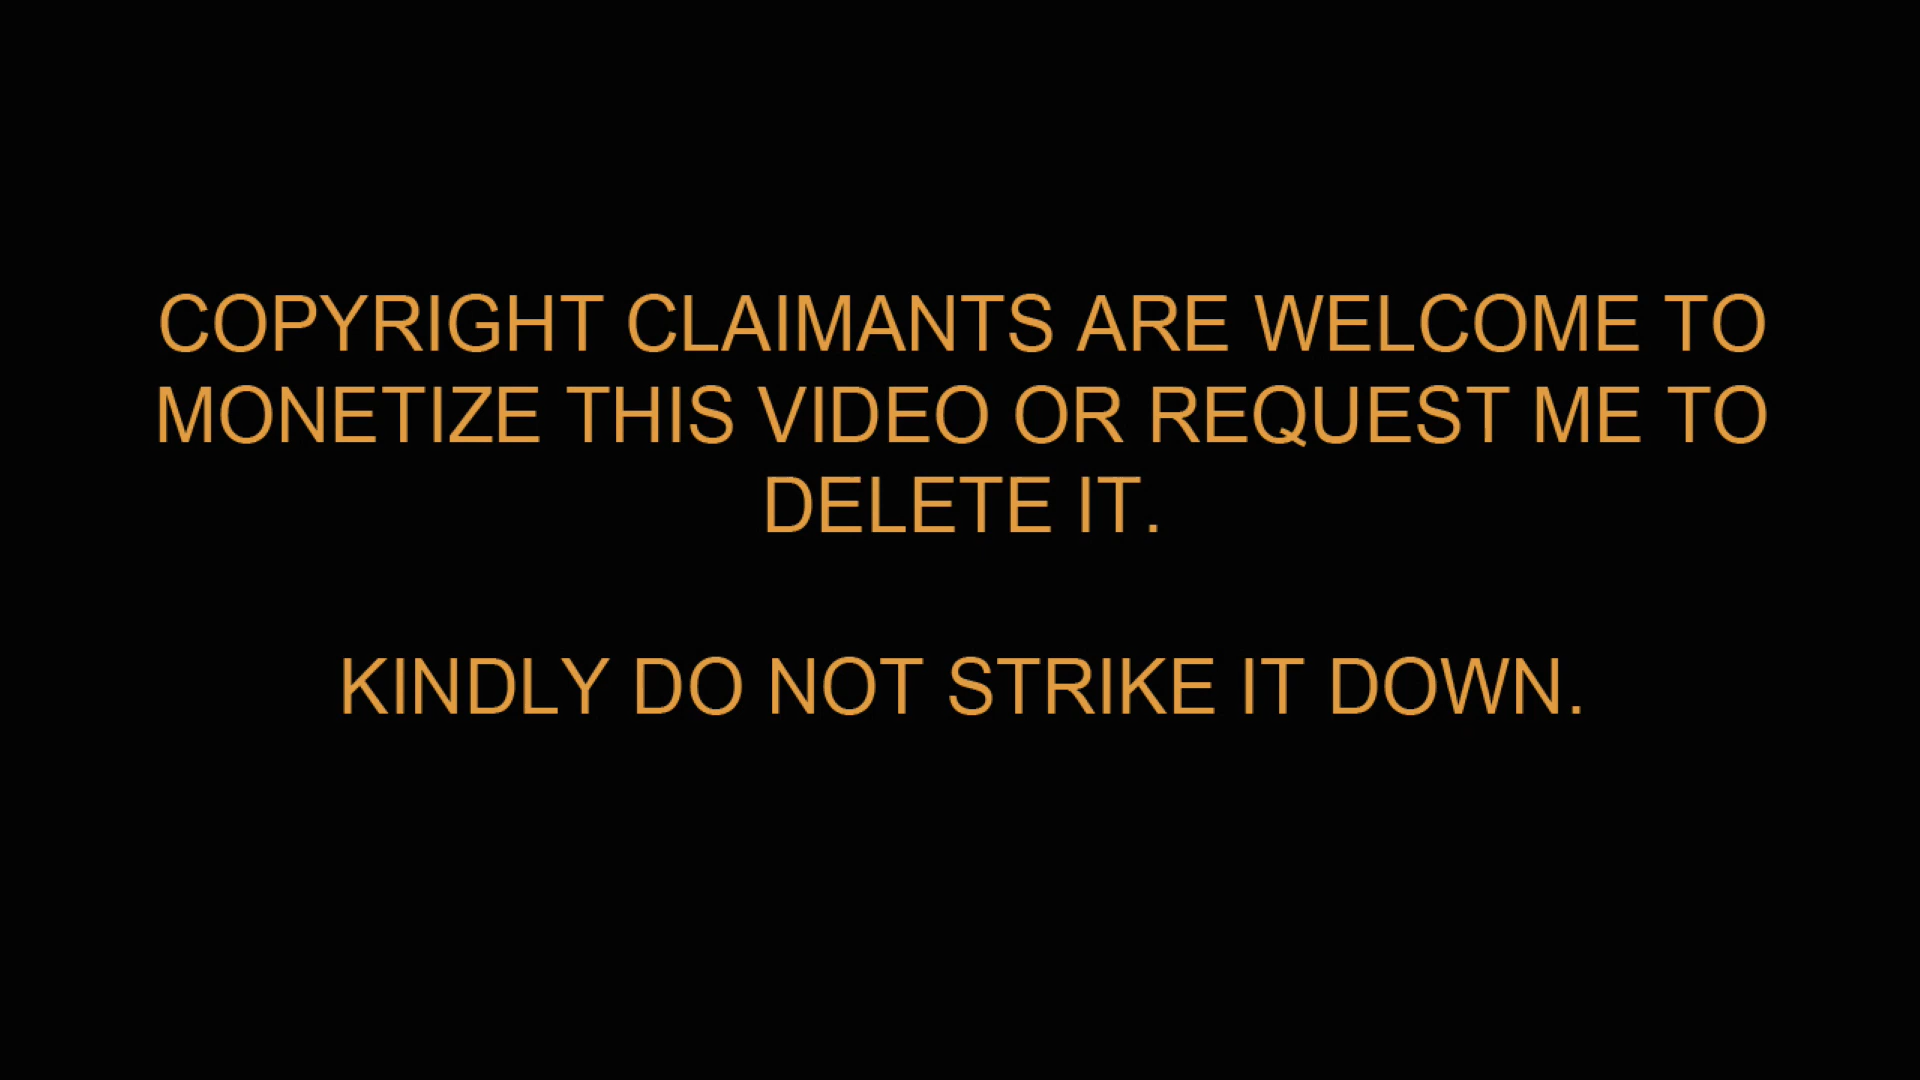 COPYRIGHT CLAIMANTS ARE WELCOME TO
MONETIZE THIS VIDEO OR REQUEST ME TO
DELETE IT.
KINDLY DO NOT STRIKE IT DOWN.